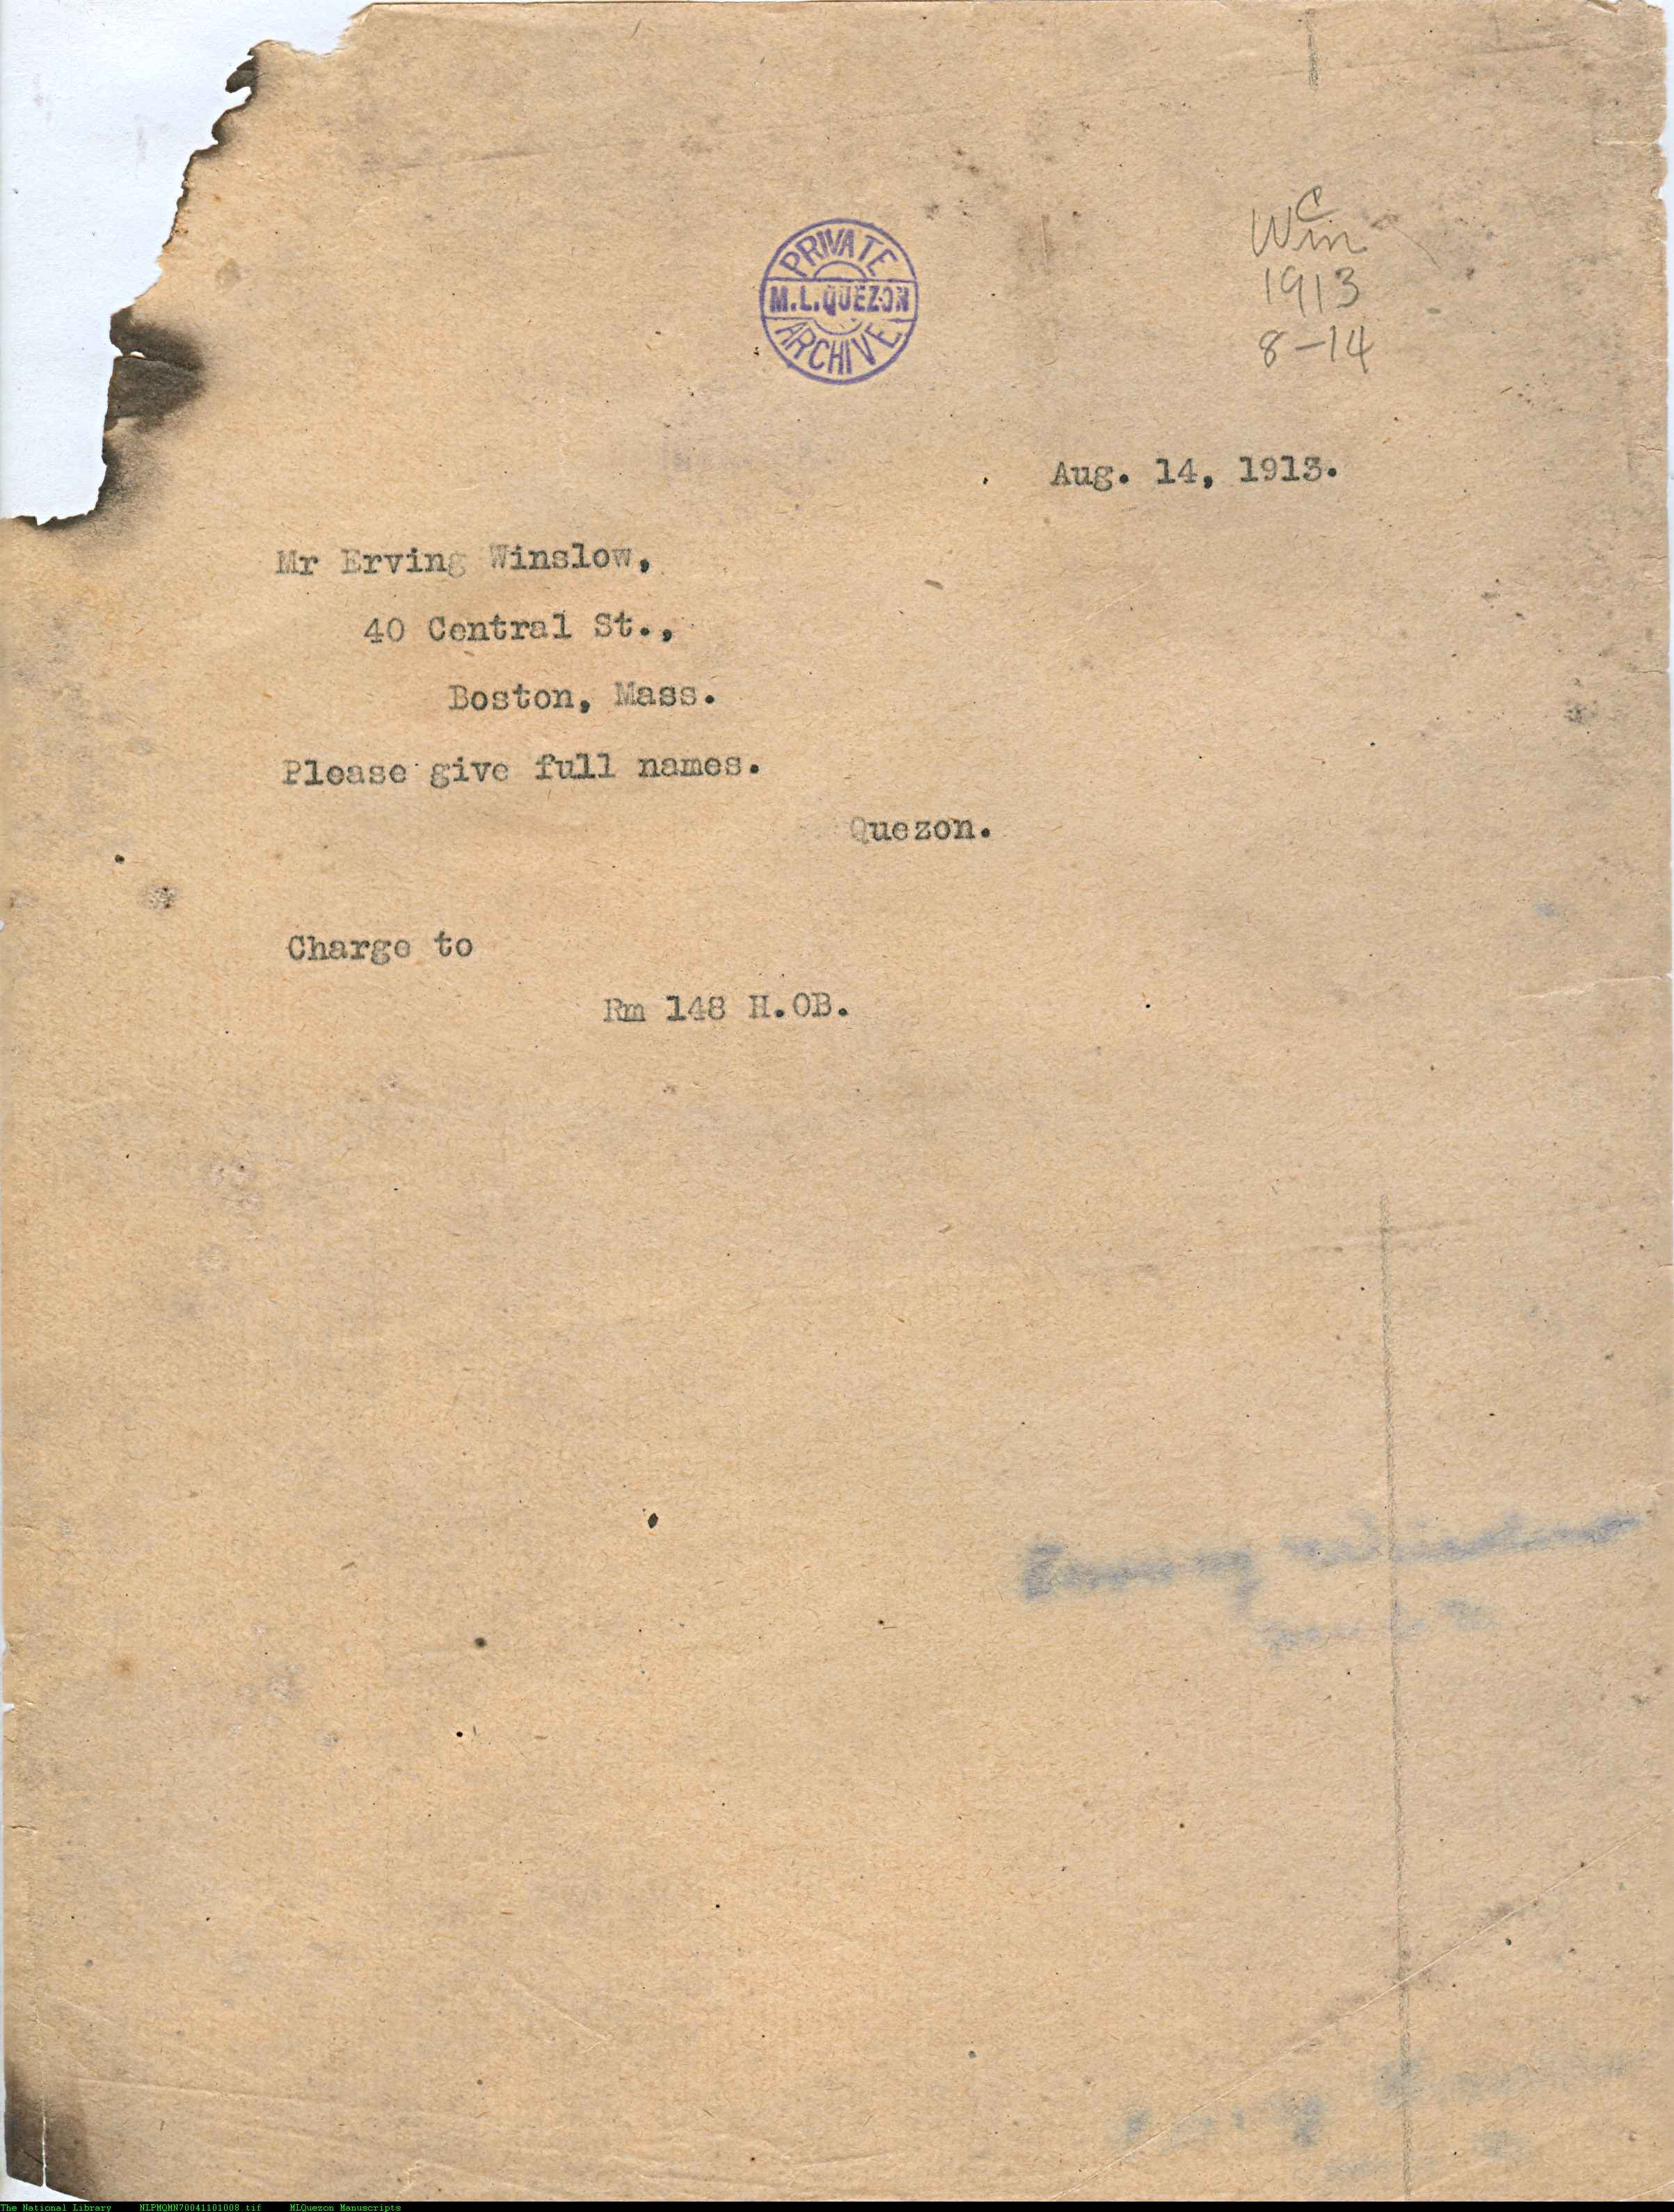 C
Win
1913
8-14
PRIVATE
M.L.QUEZON
ARCHIVE
Aug. 14, 1913.
Mr Erving Winslow,
40 Central St.,
Boston, Mass.
Please give full names.
Quezon.
Charge to
Rm 148 H.OB.
The National Library NLPMQMN70041101008.tif MLQuezon Manuscripts